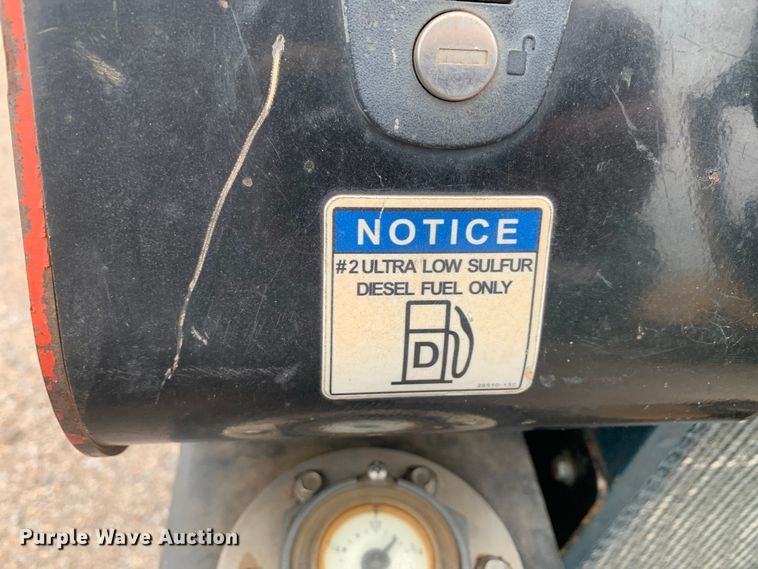 NOTICE
#2 ULTRA LOW SULFUR
DIESEL FUEL ONLY
D
Purple Wave Auction